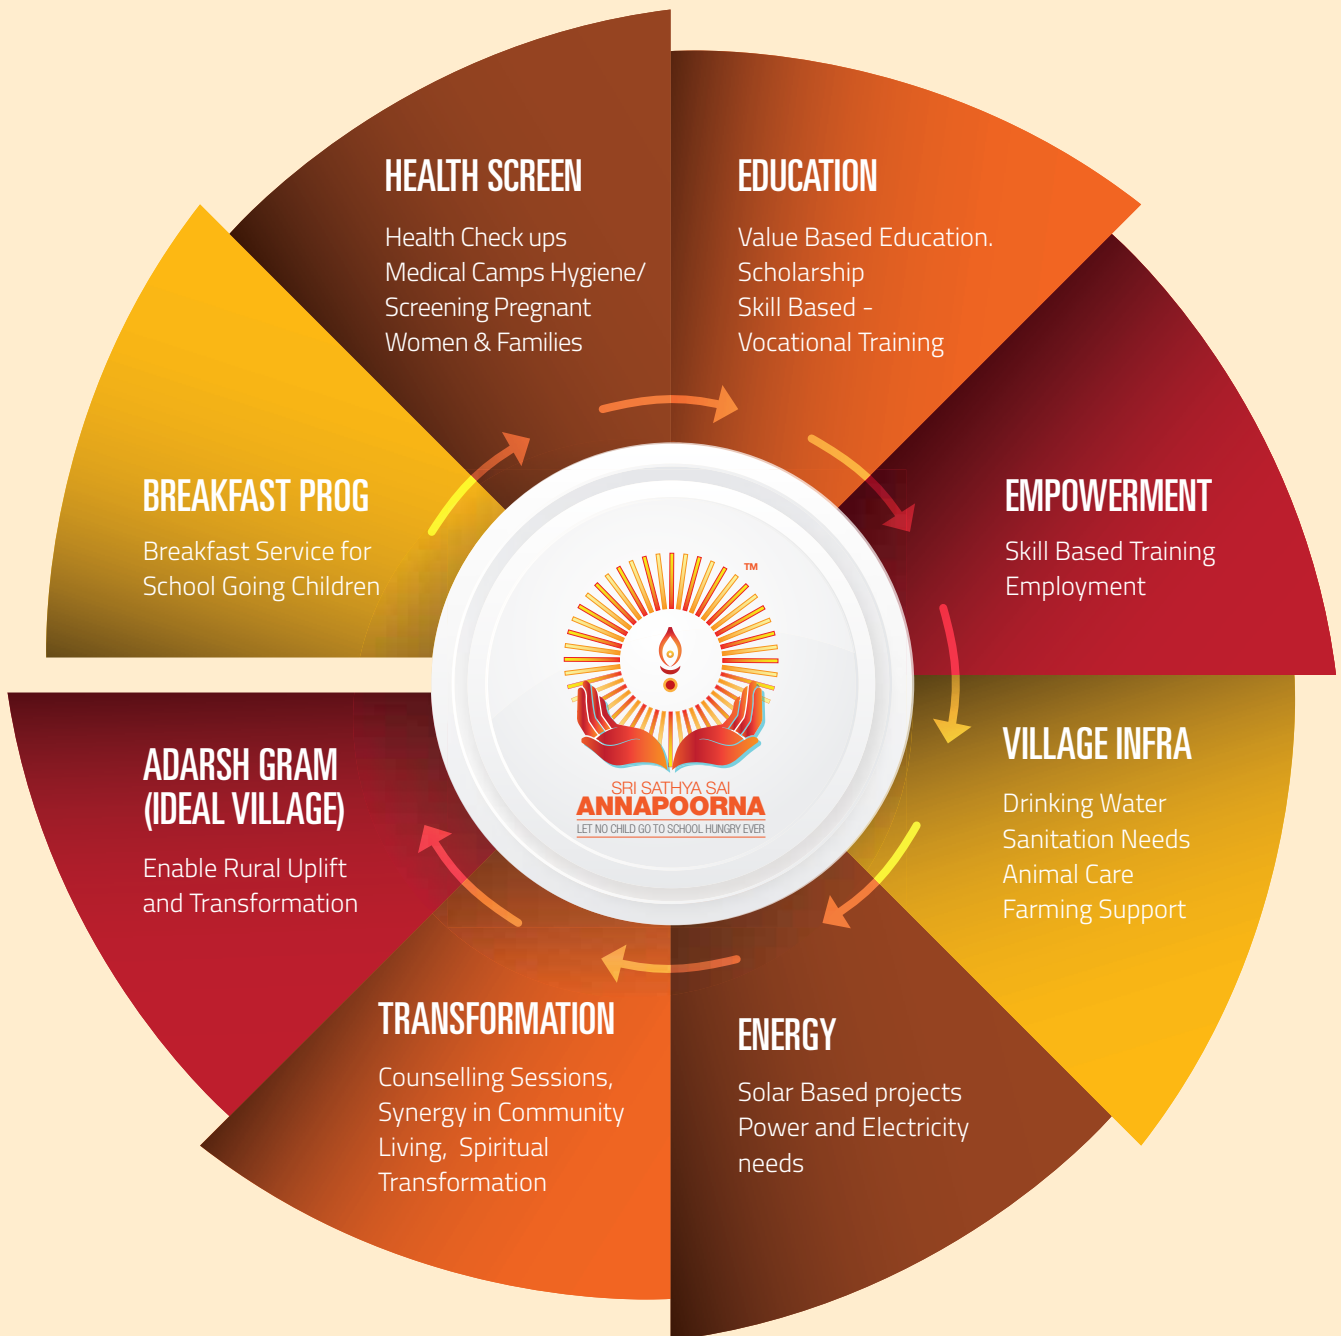 HEALTH SCREEN
Health Check ups
Medical Camps Hygiene/
Screening Pregnant
Women & Families
EDUCATION
Value Based Education.
Scholarship
Skill Based -
Vocational Training
EMPOWERMENT
Skill Based Training
Employment
VILLAGE INFRA
Drinking Water
Sanitation Needs
Animal Care
Farming Support
ENERGY
Solar Based projects
Power and Electricity
needs
TRANSFORMATION
Counselling Sessions,
Synergy in Community
Living, Spiritual
Transformation
ADARSH GRAM
(IDEAL VILLAGE)
Enable Rural Uplift
and Transformation
BREAKFAST PROG
Breakfast Service for
School Going Children
TM
SRI SATHYA SAI
ANNAPOORNA
LET NO CHILD GO TO SCHOOL HUNGRY EVER